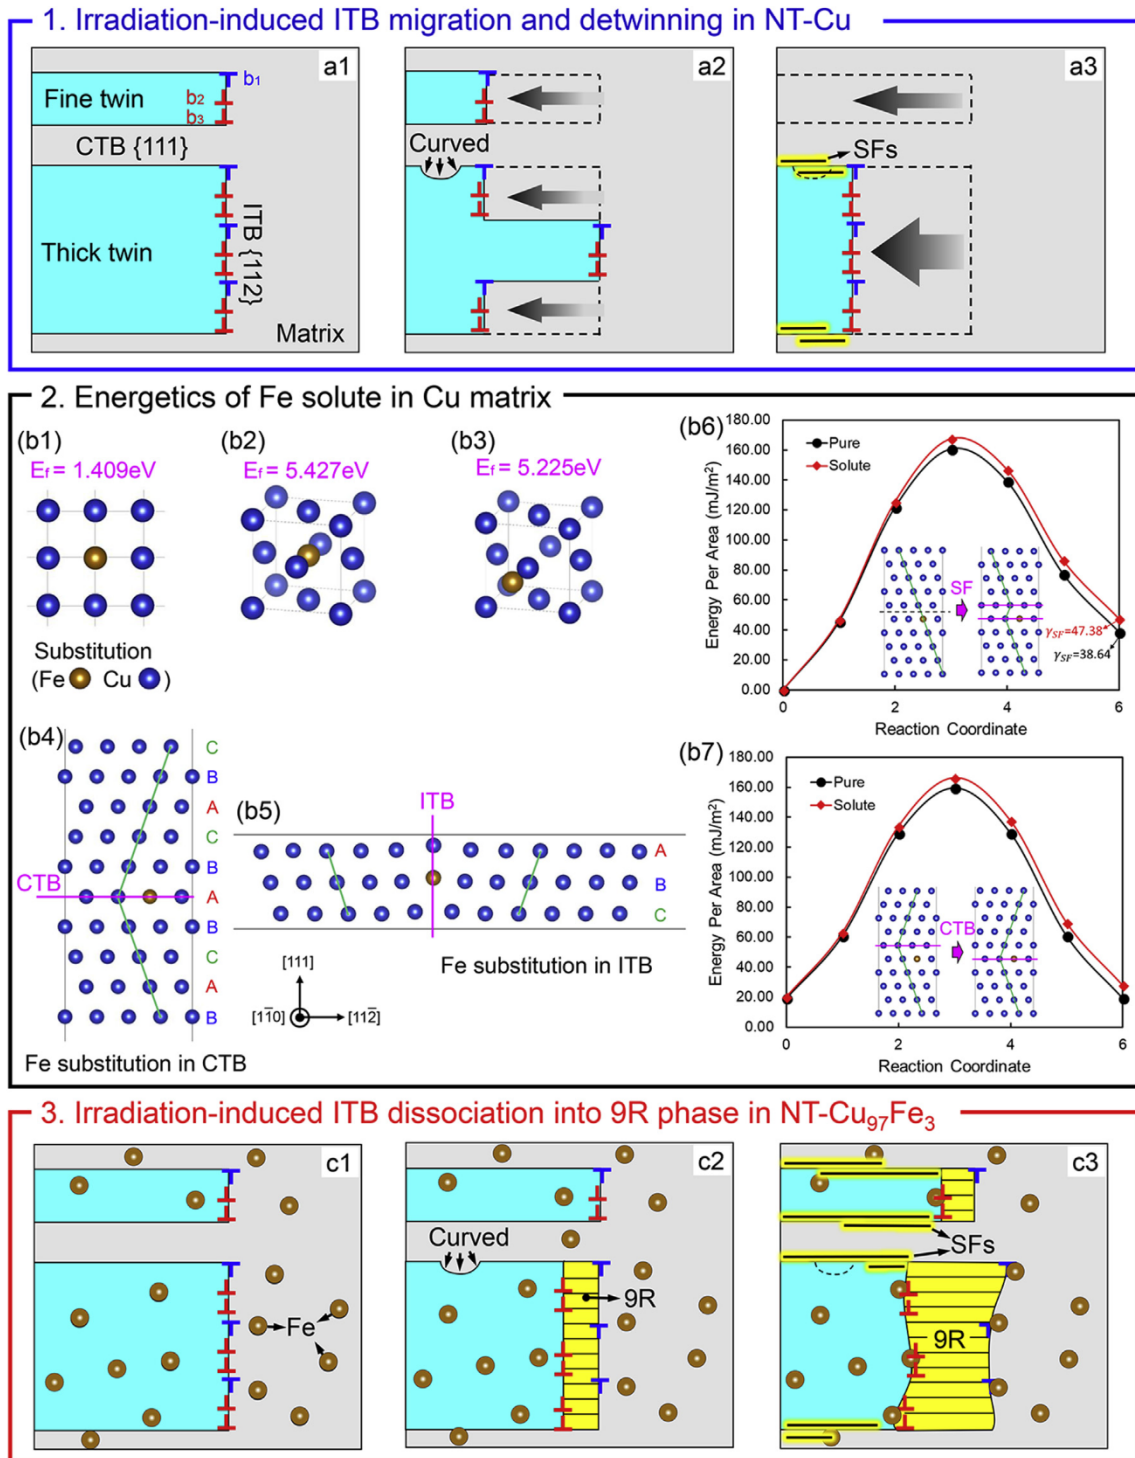 1. Irradiation-induced ITB migration and detwinning in NT-Cu
a1
Fine twin
b1
b2
b3
CTB {111}
Thick twin
ITB {112}
Matrix
a2
Curved
a3
SFs
2. Energetics of Fe solute in Cu matrix
(b1)
Ef = 1.409eV
Substitution
(Fe Cu )
(b2)
Ef = 5.427eV
(b3)
Ef = 5.225eV
(b4)
C
B
A
C
B
CTB A
B
C
A
B
Fe substitution in CTB
(b5)
ITB
A
B
C
Fe substitution in ITB
[111]
[11̅0] [112̅]
(b6)
Energy Per Area (mJ/m²)
180.00
160.00
140.00
120.00
100.00
80.00
60.00
40.00
20.00
0.00
Pure
Solute
SF
γSF=47.38
γSF=38.64
0 2 4 6
Reaction Coordinate
(b7)
Energy Per Area (mJ/m²)
180.00
160.00
140.00
120.00
100.00
80.00
60.00
40.00
20.00
0.00
Pure
Solute
CTB
0 2 4 6
Reaction Coordinate
3. Irradiation-induced ITB dissociation into 9R phase in NT-Cu97Fe3
c1
Fe
c2
Curved
9R
c3
SFs
9R